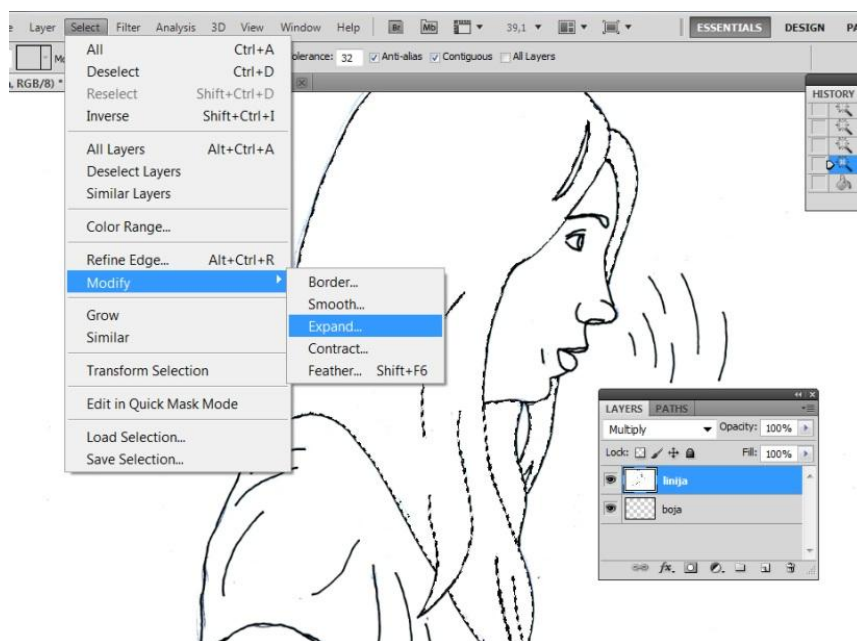 Layer Select Filter Analysis 3D View Window Help Br Mb 39,1 ESSENTIALS DESIGN
olerance: 32 Anti-alias Contiguous All Layers
, RGB/8) *
All Ctrl+A
Deselect Ctrl+D
Reselect Shift+Ctrl+D
Inverse Shift+Ctrl+I
All Layers Alt+Ctrl+A
Deselect Layers
Similar Layers
Color Range...
Refine Edge... Alt+Ctrl+R
Modify
Grow
Similar
Transform Selection
Edit in Quick Mask Mode
Load Selection...
Save Selection...
Border...
Smooth...
Expand...
Contract...
Feather... Shift+F6
HISTORY
LAYERS PATHS
Multiply Opacity: 100%
Lock: Fill: 100%
linija
boja
fx.